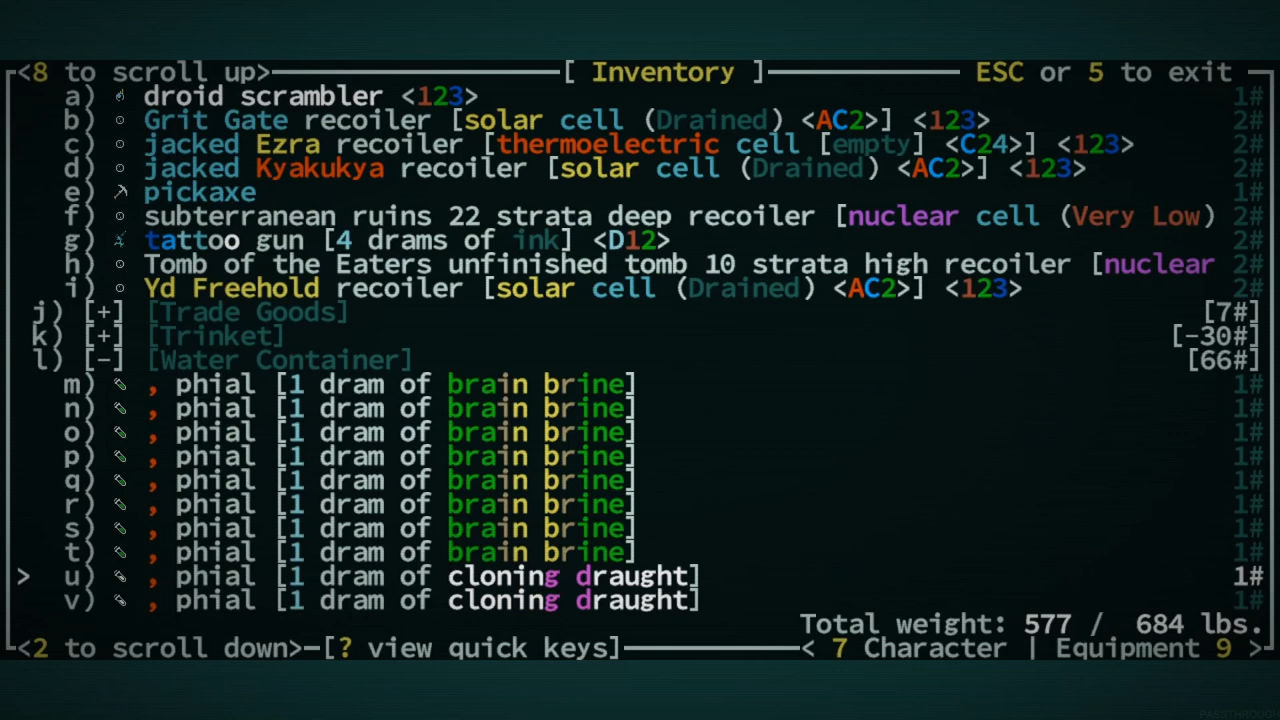 <8 to scroll up> [ Inventory ] ESC or 5 to exit
a) droid scrambler <123> 1#
b) Grit Gate recoiler [solar cell (Drained) <AC2>] <123> 2#
c) jacked Ezra recoiler [thermoelectric cell [empty] <C24>] <123> 2#
d) jacked Kyakukya recoiler [solar cell (Drained) <AC2>] <123> 2#
e) pickaxe 1#
f) subterranean ruins 22 strata deep recoiler [nuclear cell (Very Low) 2#
g) tattoo gun [4 drams of ink] <D12> 2#
h) Tomb of the Eaters unfinished tomb 10 strata high recoiler [nuclear 2#
i) Yd Freehold recoiler [solar cell (Drained) <AC2>] <123> 2#
j) [+] [Trade Goods] [7#]
k) [+] [Trinket] [-30#]
l) [-] [Water Container] [66#]
m) , phial [1 dram of brain brine] 1#
n) , phial [1 dram of brain brine] 1#
o) , phial [1 dram of brain brine] 1#
p) , phial [1 dram of brain brine] 1#
q) , phial [1 dram of brain brine] 1#
r) , phial [1 dram of brain brine] 1#
s) , phial [1 dram of brain brine] 1#
t) , phial [1 dram of brain brine] 1#
> u) , phial [1 dram of cloning draught] 1#
v) , phial [1 dram of cloning draught] 1#
Total weight: 577 / 684 lbs.
<2 to scroll down> [? view quick keys] < 7 Character | Equipment 9 >